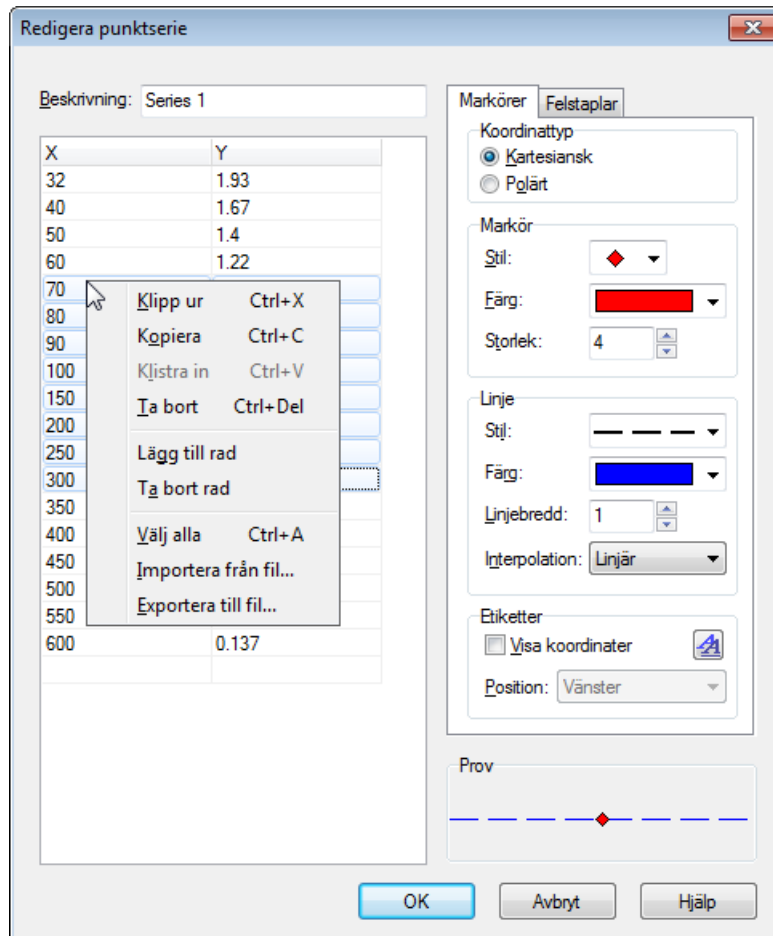 Redigera punktserie
Beskrivning: Series 1
X Y
32 1.93
40 1.67
50 1.4
60 1.22
70
80
90
100
150
200
250
300
350
400
450
500
550
600 0.137
Klipp ur Ctrl+X
Kopiera Ctrl+C
Klistra in Ctrl+V
Ta bort Ctrl+Del
Lägg till rad
Ta bort rad
Välj alla Ctrl+A
Importera från fil...
Exportera till fil...
Markörer Felstaplar
Koordinattyp
Kartesiansk
Polärt
Markör
Stil:
Färg:
Storlek: 4
Linje
Stil:
Färg:
Linjebredd: 1
Interpolation: Linjär
Etiketter
Visa koordinater
Position: Vänster
Prov
OK Avbryt Hjälp